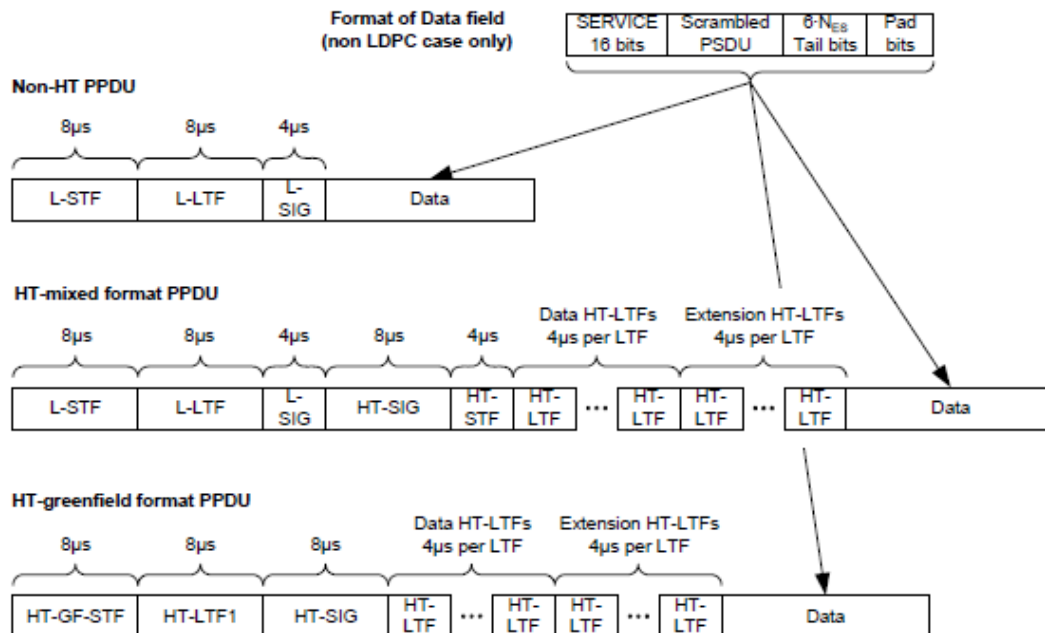 Format of Data field
(non LDPC case only)
SERVICE
16 bits
Scrambled
PSDU
6·NES
Tail bits
Pad
bits
Non-HT PPDU
8µs
8µs
4µs
L-STF
L-LTF
L-
SIG
Data
HT-mixed format PPDU
Data HT-LTFs
4µs per LTF
Extension HT-LTFs
4µs per LTF
8µs
8µs
4µs
8µs
4µs
L-STF
L-LTF
L-
SIG
HT-SIG
HT-
STF
HT-
LTF
...
HT-
LTF
HT-
LTF
...
HT-
LTF
Data
HT-greenfield format PPDU
Data HT-LTFs
4µs per LTF
Extension HT-LTFs
4µs per LTF
8µs
8µs
8µs
HT-GF-STF
HT-LTF1
HT-SIG
HT-
LTF
...
HT-
LTF
HT-
LTF
...
HT-
LTF
Data